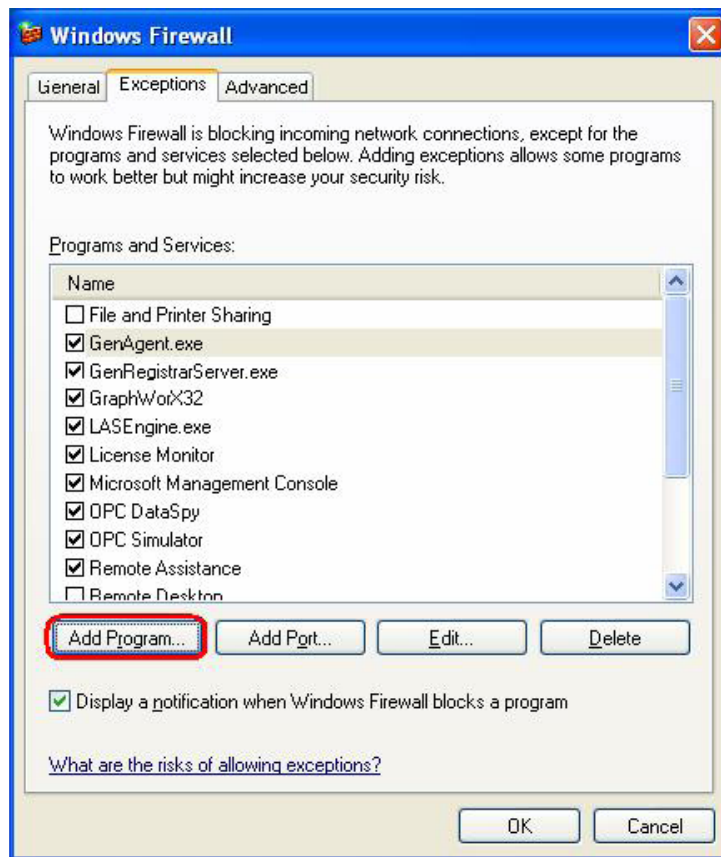 Windows Firewall
General Exceptions Advanced
Windows Firewall is blocking incoming network connections, except for the
programs and services selected below. Adding exceptions allows some programs
to work better but might increase your security risk.
Programs and Services:
Name
File and Printer Sharing
GenAgent.exe
GenRegistrarServer.exe
GraphWorX32
LASEngine.exe
License Monitor
Microsoft Management Console
OPC DataSpy
OPC Simulator
Remote Assistance
Remote Desktop
Add Program... Add Port... Edit... Delete
Display a notification when Windows Firewall blocks a program
What are the risks of allowing exceptions?
OK Cancel